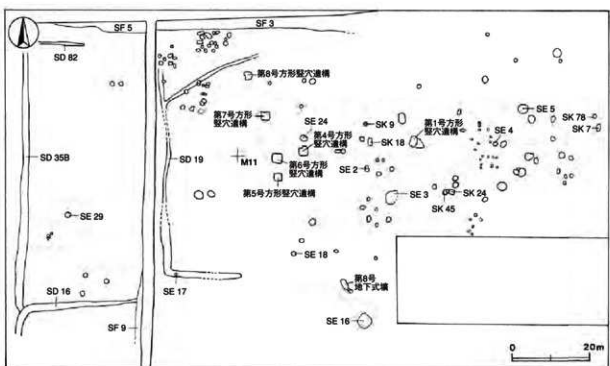 SF 5
SF 3
SD 82
第8号方形竪穴遺構
第7号方形
竪穴遺構
SE 24
第4号方形
竪穴遺構
SK 9
第1号方形
竪穴遺構
SE 5
SK 78
SK 7
SE 4
SK 18
SD 35B
SD 19
M11
第6号方形
竪穴遺構
第5号方形竪穴遺構
SE 2
SE 3
SK 24
SK 45
SE 29
SE 18
SD 16
SE 17
第8号
地下式壙
SE 16
SF 9
0
20m